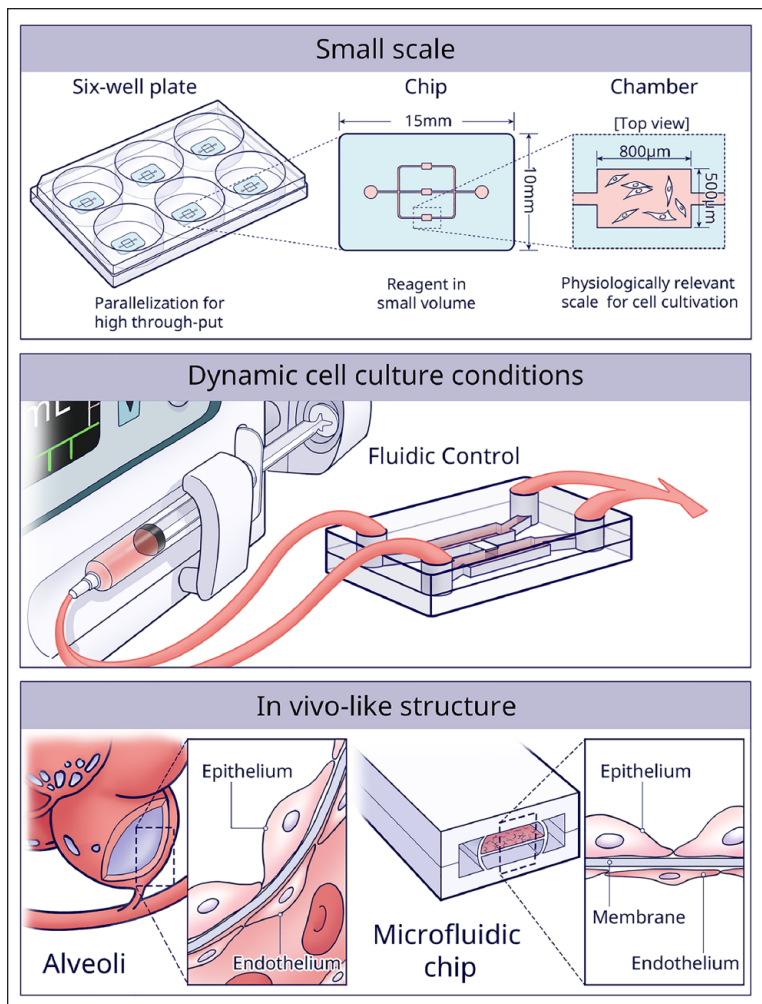 Small scale
Six-well plate
Chip
Chamber
[Top view]
15mm
10mm
800μm
500μm
Parallelization for
high through-put
Reagent in
small volume
Physiologically relevant
scale for cell cultivation
Dynamic cell culture conditions
mL
Fluidic Control
In vivo-like structure
Epithelium
Endothelium
Alveoli
Microfluidic
chip
Epithelium
Membrane
Endothelium